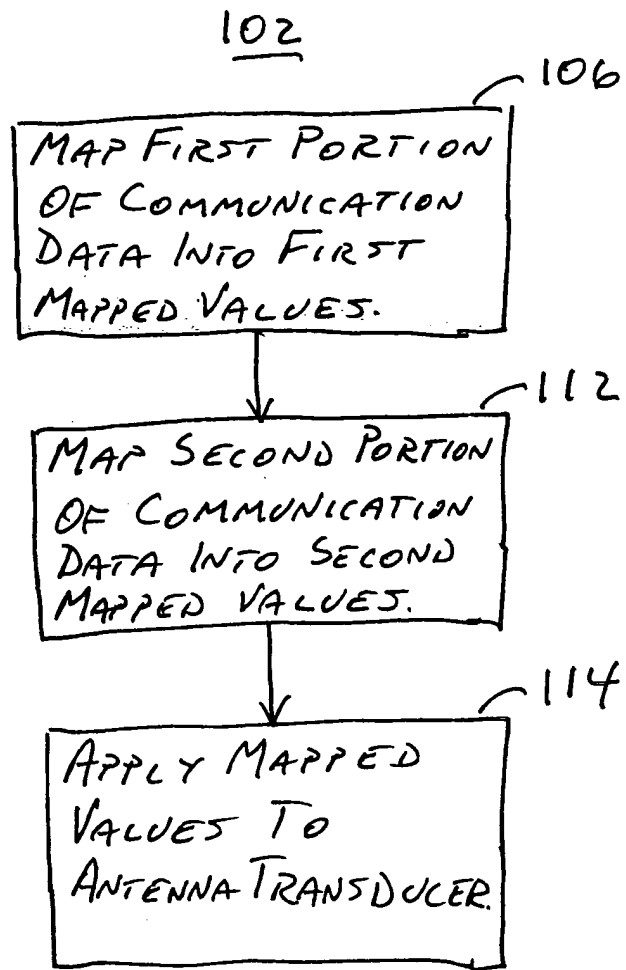 102
106
MAP FIRST PORTION
OF COMMUNICATION
DATA INTO FIRST
MAPPED VALUES.
112
MAP SECOND PORTION
OF COMMUNICATION
DATA INTO SECOND
MAPPED VALUES.
114
APPLY MAPPED
VALUES TO
ANTENNA TRANSDUCER.